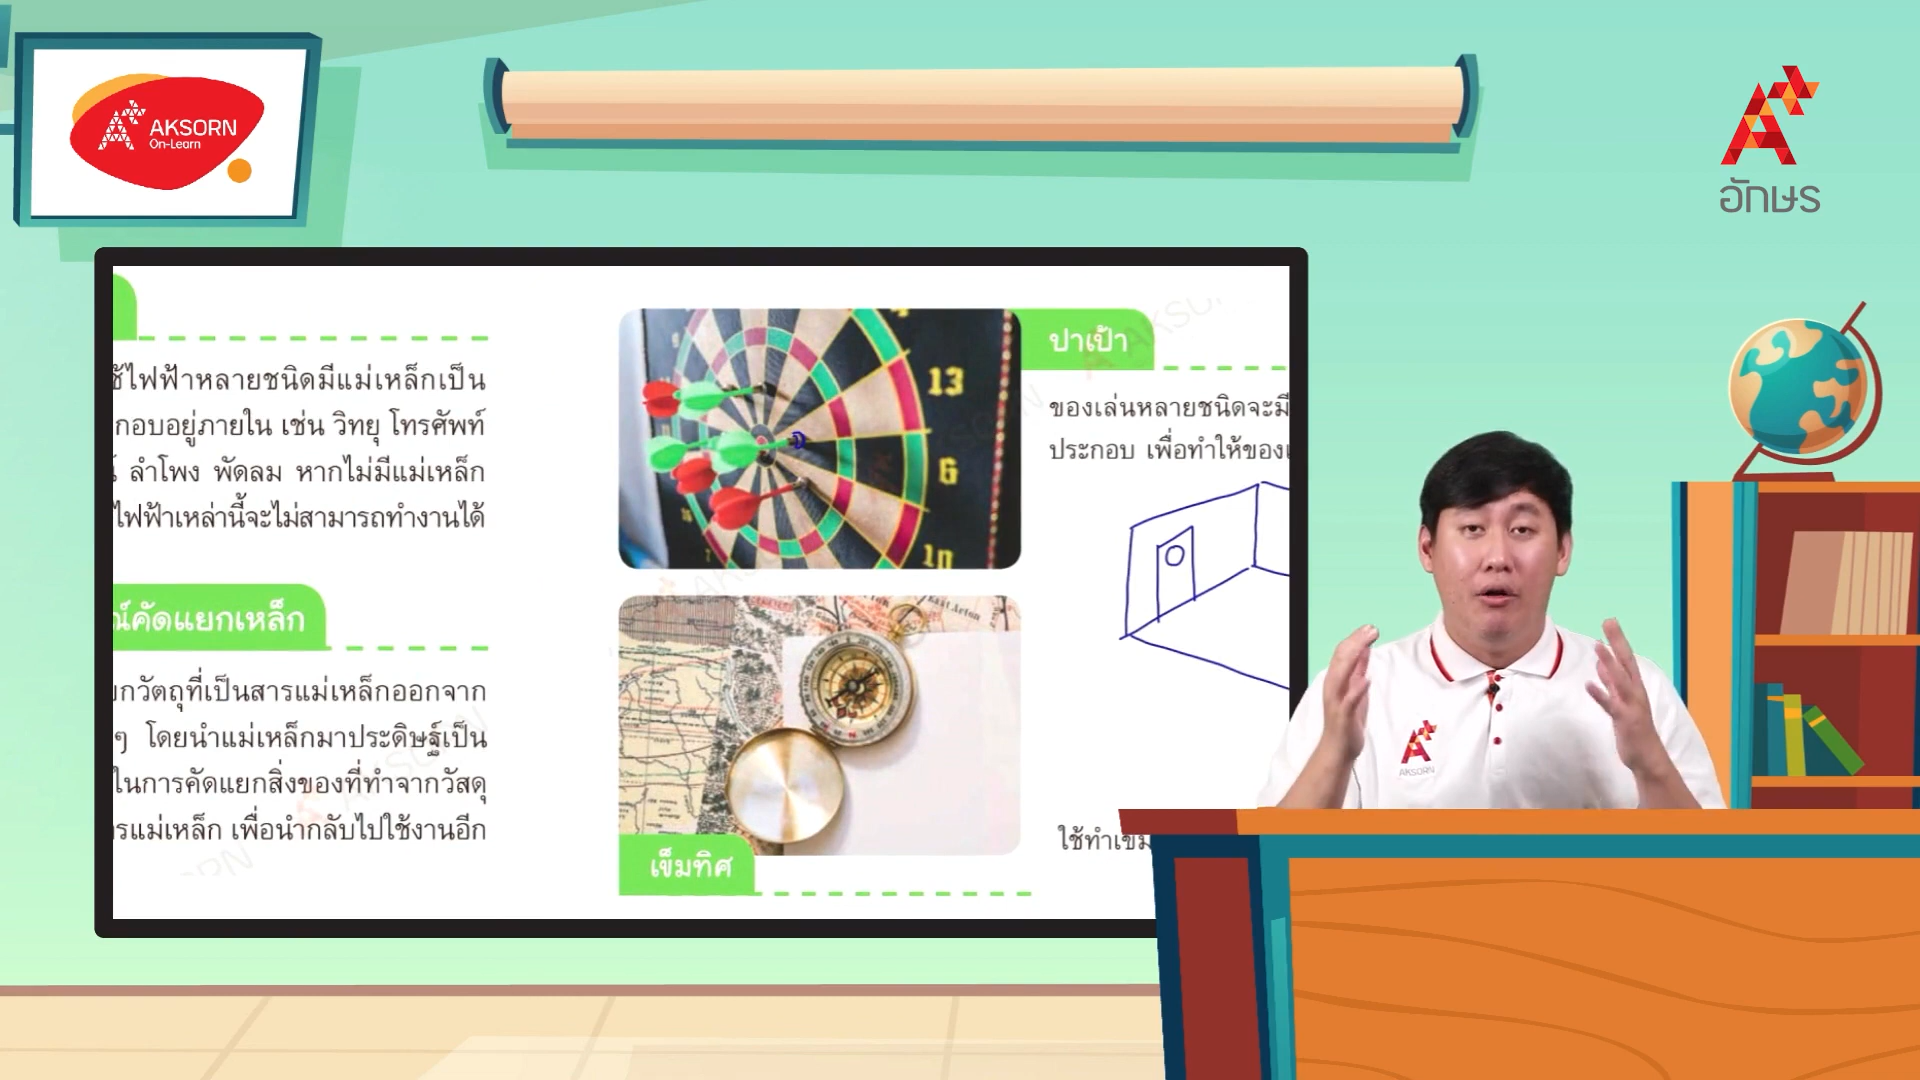 AKSORN
On-Learn
อักษร
ช้ไฟฟ้าหลายชนิดมีแม่เหล็กเป็น
กอบอยู่ภายใน เช่น วิทยุ โทรศัพท์
ลำโพง พัดลม หากไม่มีแม่เหล็ก
ไฟฟ้าเหล่านี้จะไม่สามารถทำงานได้
ณ์คัดแยกเหล็ก
ยกวัตถุที่เป็นสารแม่เหล็กออกจาก
ๆ โดยนำแม่เหล็กมาประดิษฐ์เป็น
ในการคัดแยกสิ่งของที่ทำจากวัสดุ
รแม่เหล็ก เพื่อนำกลับไปใช้งานอีก
13
6
10
ปาเป้า
ของเล่นหลายชนิดจะมี
ประกอบ เพื่อทำให้ของเ
East Acton
เข็มทิศ
ใช้ทำเข็ม
AKSORN